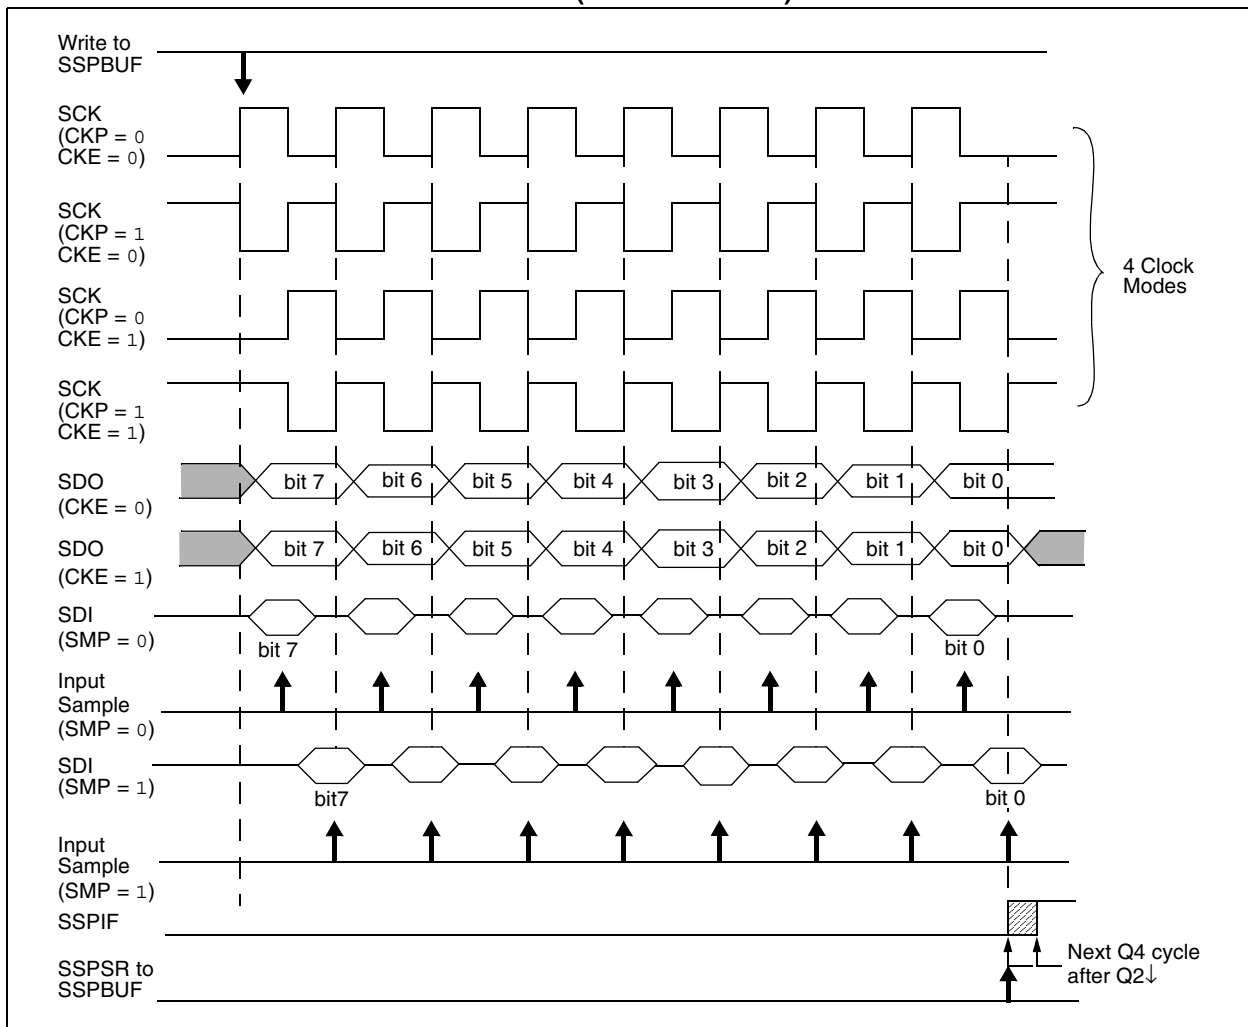 Write to
SSPBUF
SCK
(CKP = 0
CKE = 0)
SCK
(CKP = 1
CKE = 0)
SCK
(CKP = 0
CKE = 1)
SCK
(CKP = 1
CKE = 1)
4 Clock
Modes
SDO
(CKE = 0)
bit 7 bit 6 bit 5 bit 4 bit 3 bit 2 bit 1 bit 0
SDO
(CKE = 1)
bit 7 bit 6 bit 5 bit 4 bit 3 bit 2 bit 1 bit 0
SDI
(SMP = 0)
bit 7 bit 0
Input
Sample
(SMP = 0)
SDI
(SMP = 1)
bit7 bit 0
Input
Sample
(SMP = 1)
SSPIF
SSPSR to
SSPBUF
Next Q4 cycle
after Q2↓